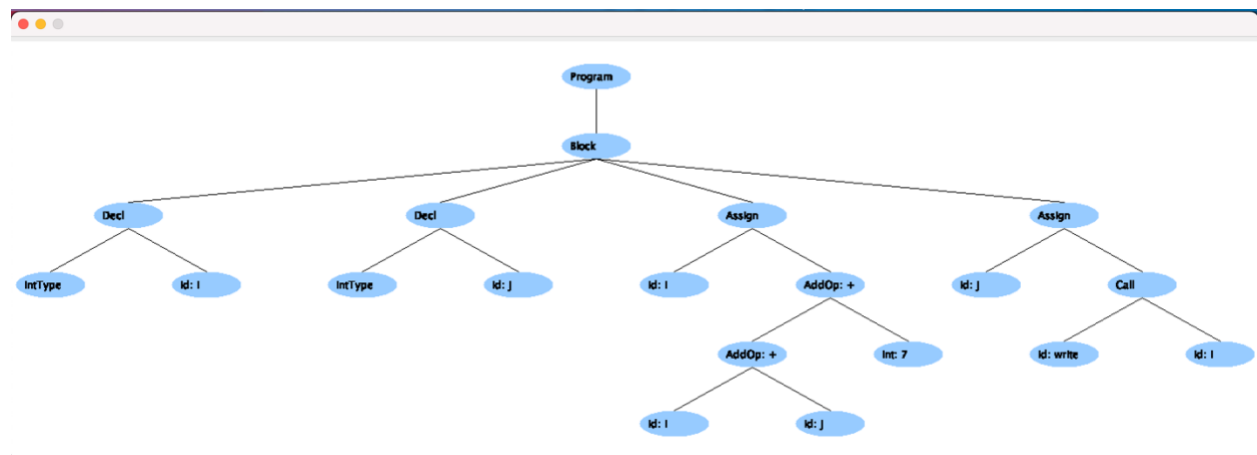 Program
Block
Decl Decl Assign Assign
IntType Id: i IntType Id: j Id: i AddOp: + Id: j Call
AddOp: + Int: 7 Id: write Id: i
Id: i Id: j